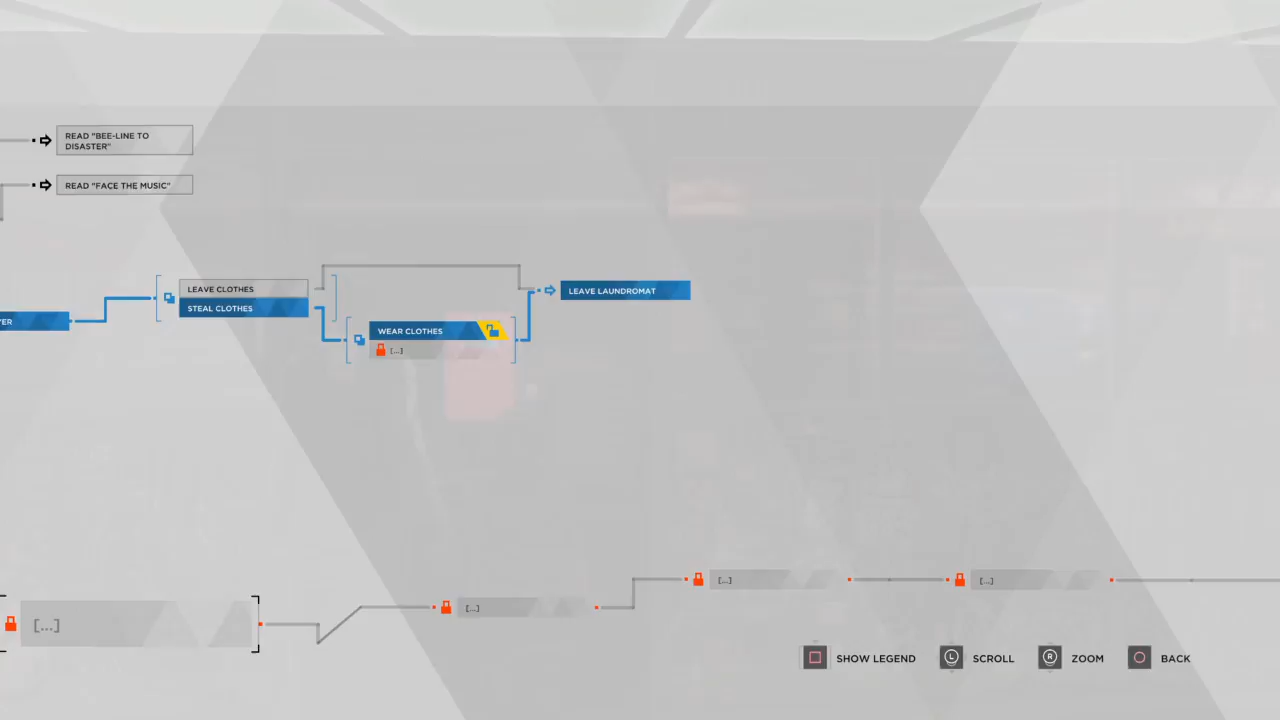 READ "BEE-LINE TO
DISASTER"
READ "FACE THE MUSIC"
LEAVE CLOTHES
STEAL CLOTHES
LEAVE LAUNDROMAT
VER
WEAR CLOTHES
[...]
[...]
[...]
[...]
[...]
SHOW LEGEND
L SCROLL
R ZOOM
BACK